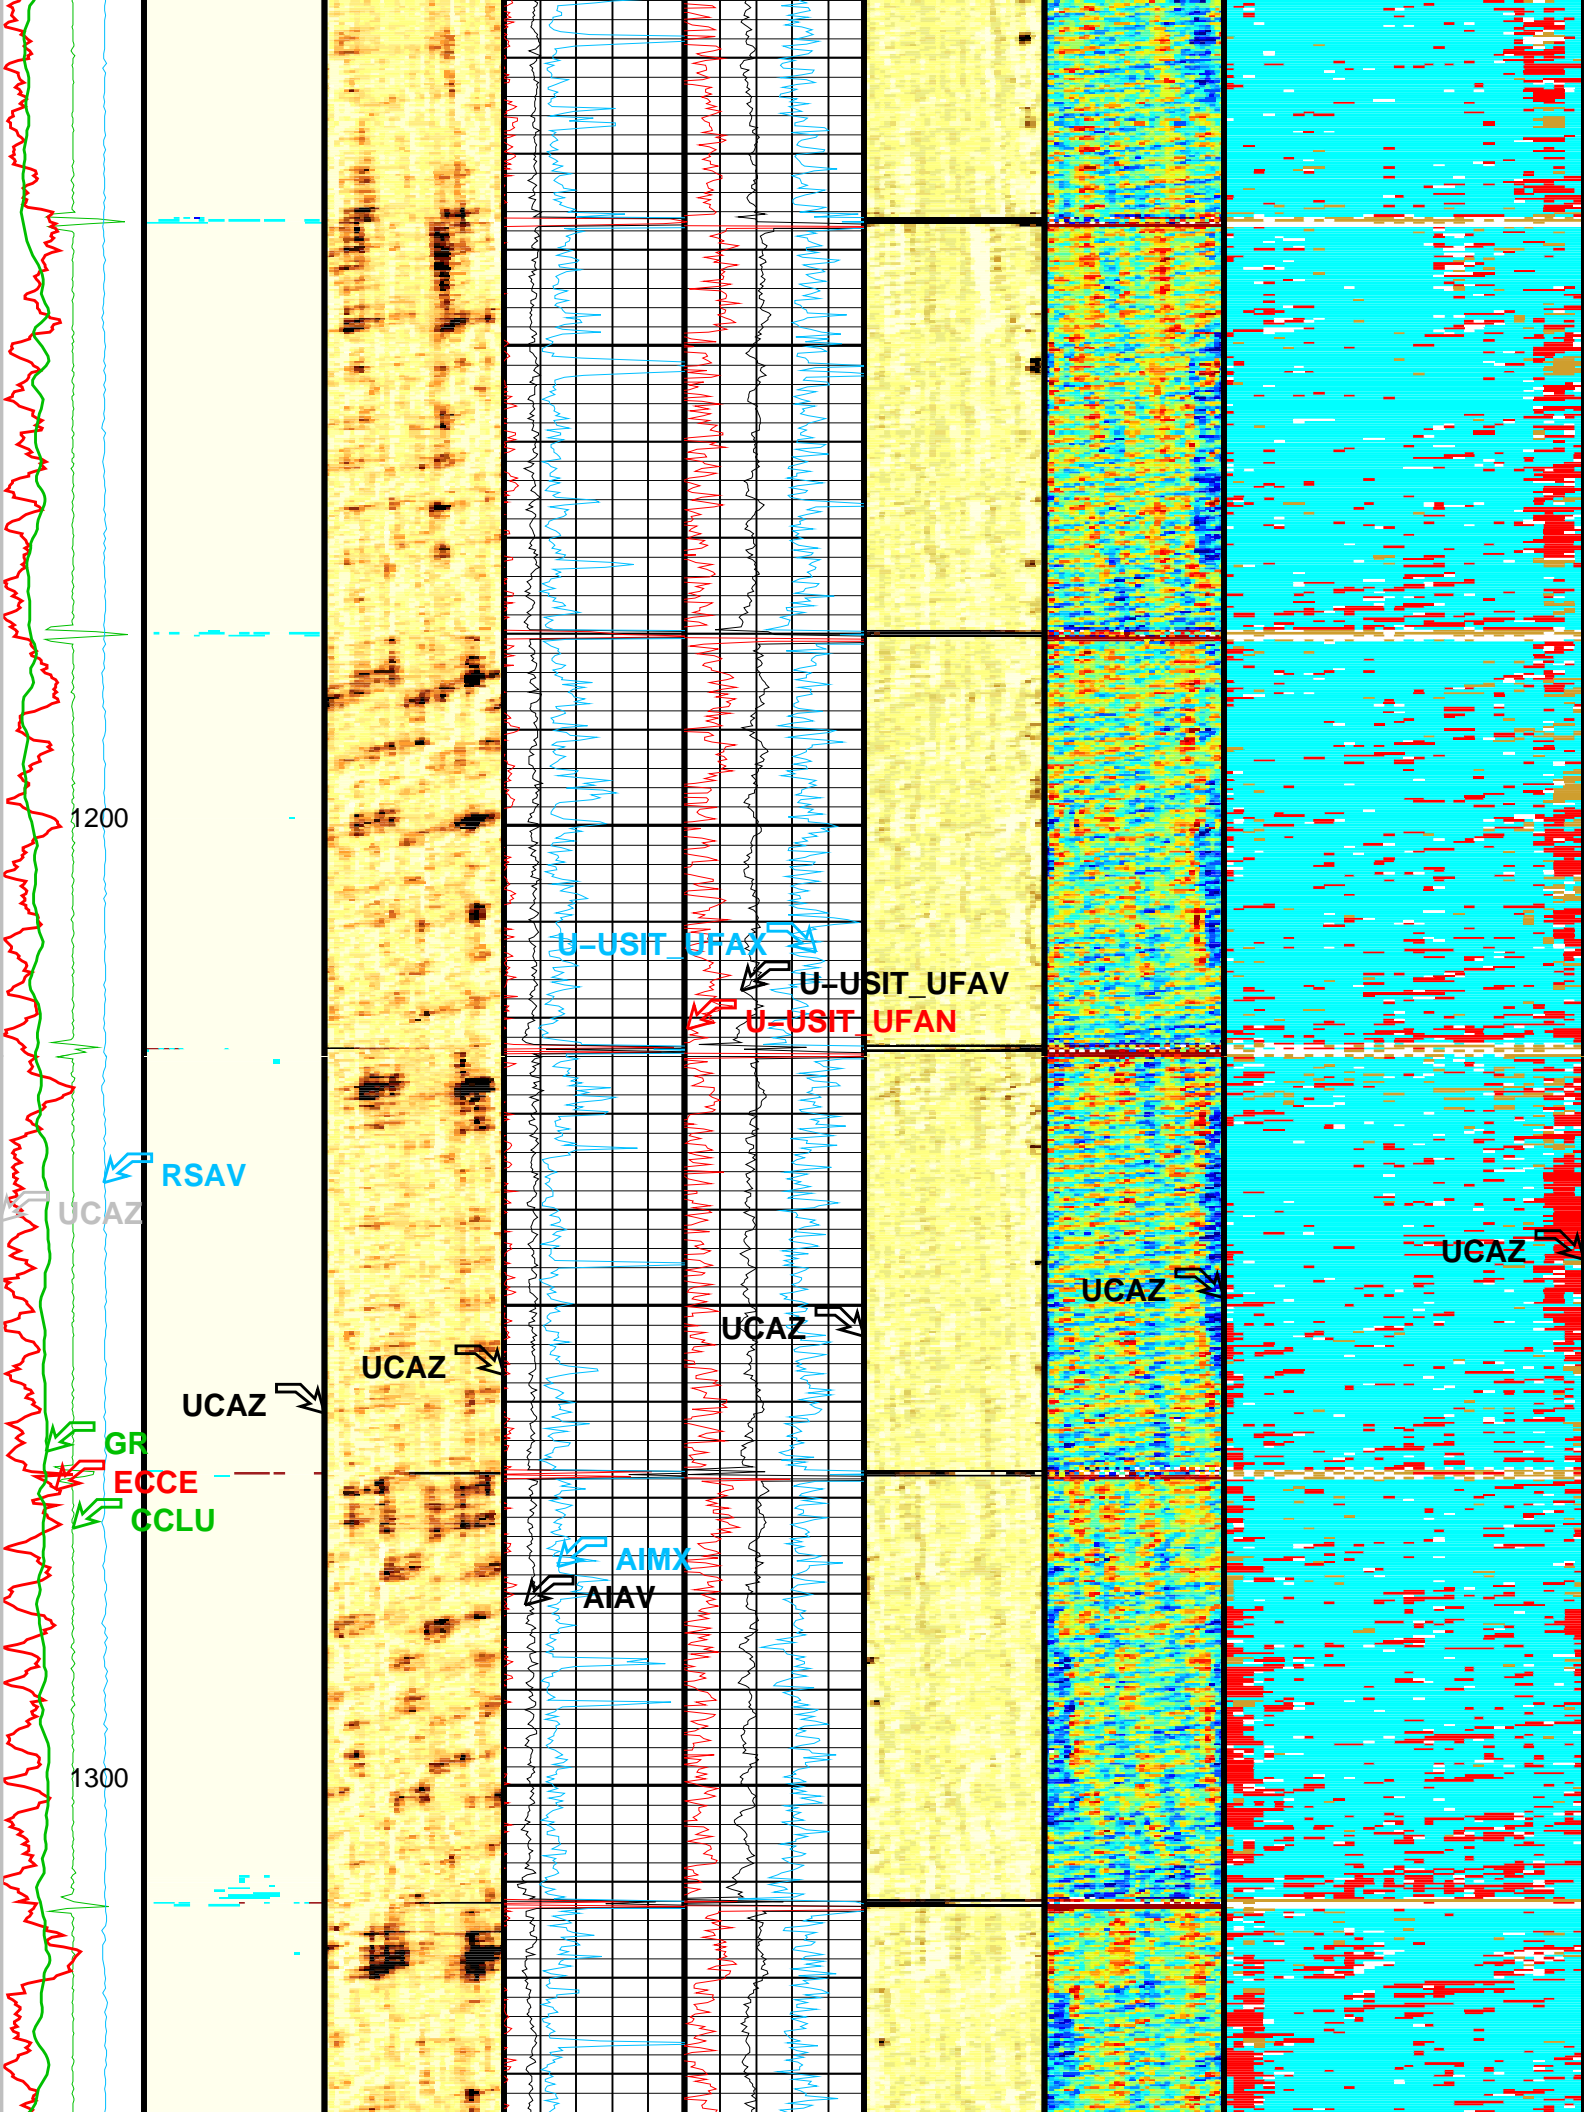 1200
U-USIT_UFAX
U-USIT_UFAV
U-USIT_UFAN
RSAV
UCAZ
UCAZ
UCAZ
UCAZ
UCAZ
UCAZ
GR
ECCE
CCLU
AIMX
AIAV
1300